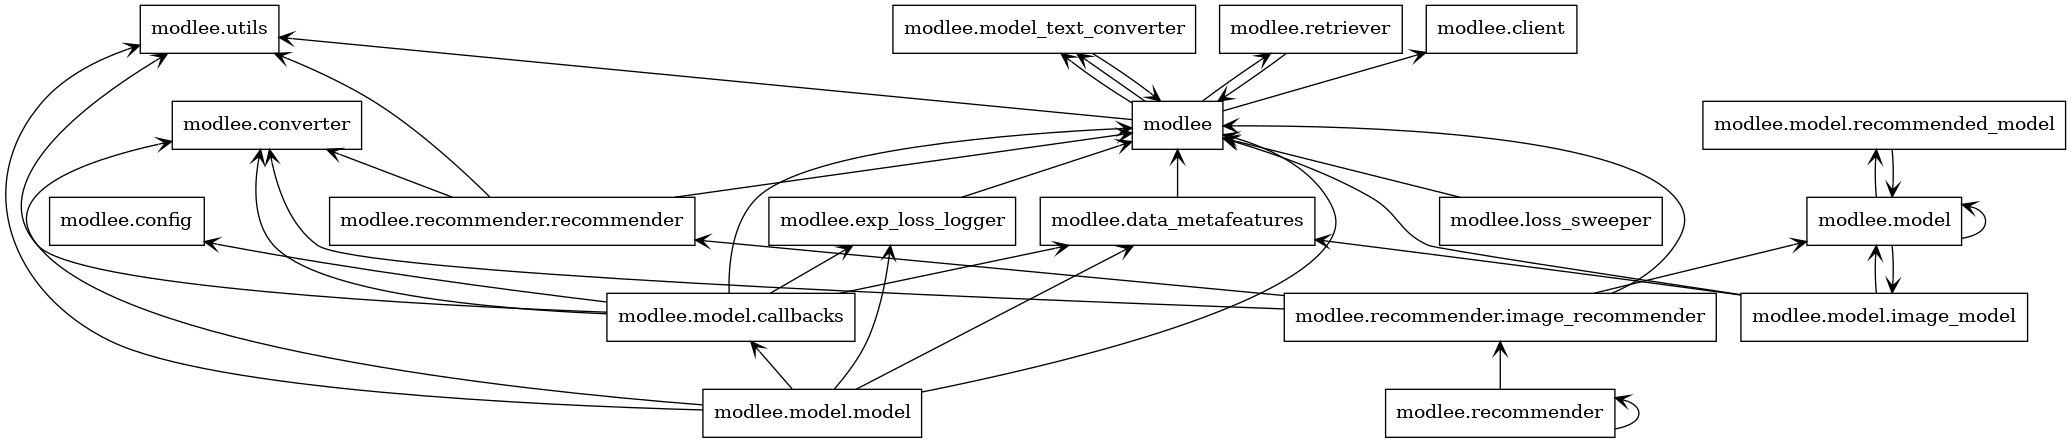 modlee.utils
modlee.model_text_converter
modlee.retriever
modlee.client
modlee.converter
modlee
modlee.model.recommended_model
modlee.config
modlee.recommender.recommender
modlee.exp_loss_logger
modlee.data_metafeatures
modlee.loss_sweeper
modlee.model
modlee.model.callbacks
modlee.recommender.image_recommender
modlee.model.image_model
modlee.model.model
modlee.recommender